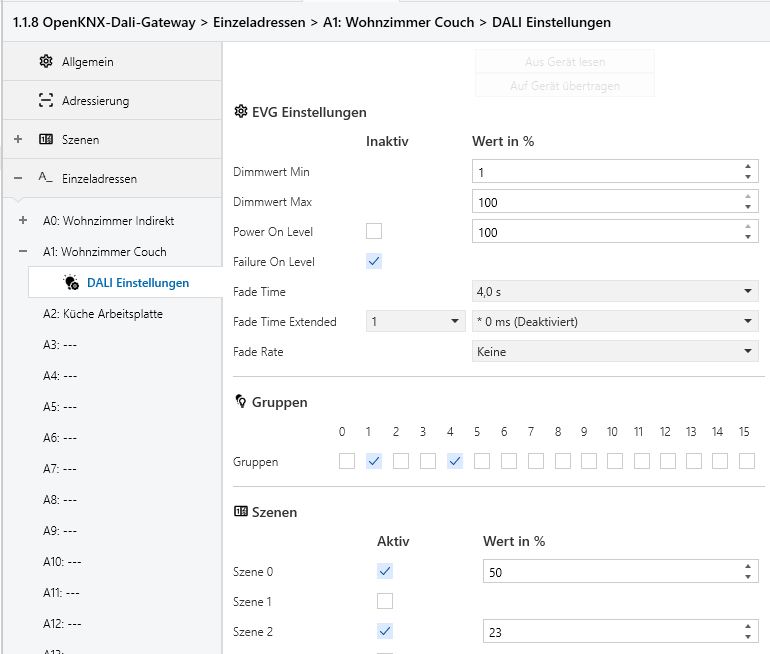 1.1.8 OpenKNX-Dali-Gateway > Einzeladressen > A1: Wohnzimmer Couch > DALI Einstellungen
Allgemein
Adressierung
+ Szenen
− A_ Einzeladressen
+ A0: Wohnzimmer Indirekt
− A1: Wohnzimmer Couch
DALI Einstellungen
A2: Küche Arbeitsplatte
A3: ---
A4: ---
A5: ---
A6: ---
A7: ---
A8: ---
A9: ---
A10: ---
A11: ---
A12: ---
Aus Gerät lesen
Auf Gerät übertragen
EVG Einstellungen
Inaktiv Wert in %
Dimmwert Min 1
Dimmwert Max 100
Power On Level 100
Failure On Level
Fade Time 4,0 s
Fade Time Extended 1 * 0 ms (Deaktiviert)
Fade Rate Keine
Gruppen
0 1 2 3 4 5 6 7 8 9 10 11 12 13 14 15
Gruppen
Szenen
Aktiv Wert in %
Szene 0 50
Szene 1
Szene 2 23